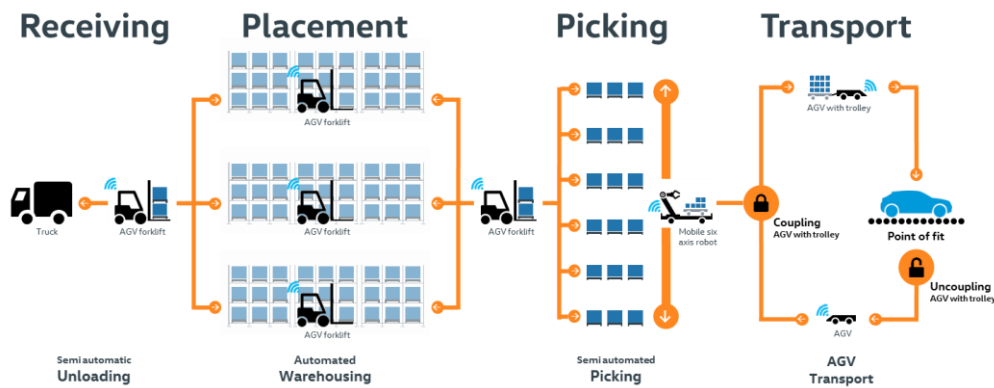 Receiving
Placement
Picking
Transport
AGV forklift
AGV with trolley
AGV forklift
Truck
AGV forklift
AGV forklift
Mobile six
axis robot
Coupling
AGV with trolley
Point of fit
Uncoupling
AGV with trolley
AGV forklift
AGV
Semi automatic
Unloading
Automated
Warehousing
Semi automated
Picking
AGV
Transport